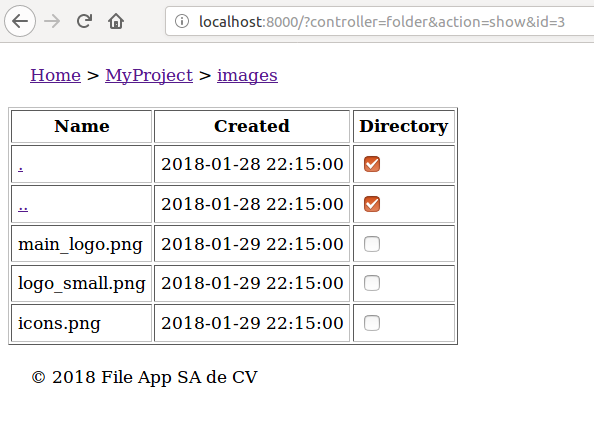 localhost:8000/?controller=folder&action=show&id=3
Home > MyProject > images
Name Created Directory
. 2018-01-28 22:15:00
.. 2018-01-28 22:15:00
main_logo.png 2018-01-29 22:15:00
logo_small.png 2018-01-29 22:15:00
icons.png 2018-01-29 22:15:00
© 2018 File App SA de CV